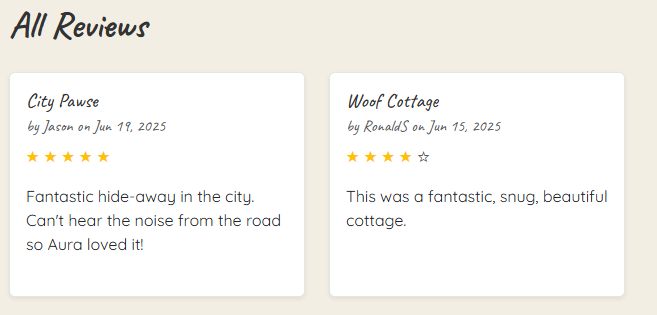 All Reviews
City Pawse
by Jason on Jun 19, 2025
Fantastic hide-away in the city.
Can't hear the noise from the road
so Aura loved it!
Woof Cottage
by RonaldS on Jun 15, 2025
This was a fantastic, snug, beautiful
cottage.